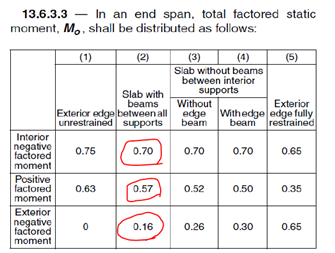 13.6.3.3 — In an end span, total factored static
moment, Mo, shall be distributed as follows:
(1) (2) (3) (4) (5)
Slab without beams
between interior
supports
Slab with
beams
between all
supports
Exterior edge
unrestrained
Without
edge
beam
With edge
beam
Exterior
edge fully
restrained
Interior
negative
factored
moment
0.75 0.70 0.70 0.70 0.65
Positive
factored
moment
0.63 0.57 0.52 0.50 0.35
Exterior
negative
factored
moment
0 0.16 0.26 0.30 0.65